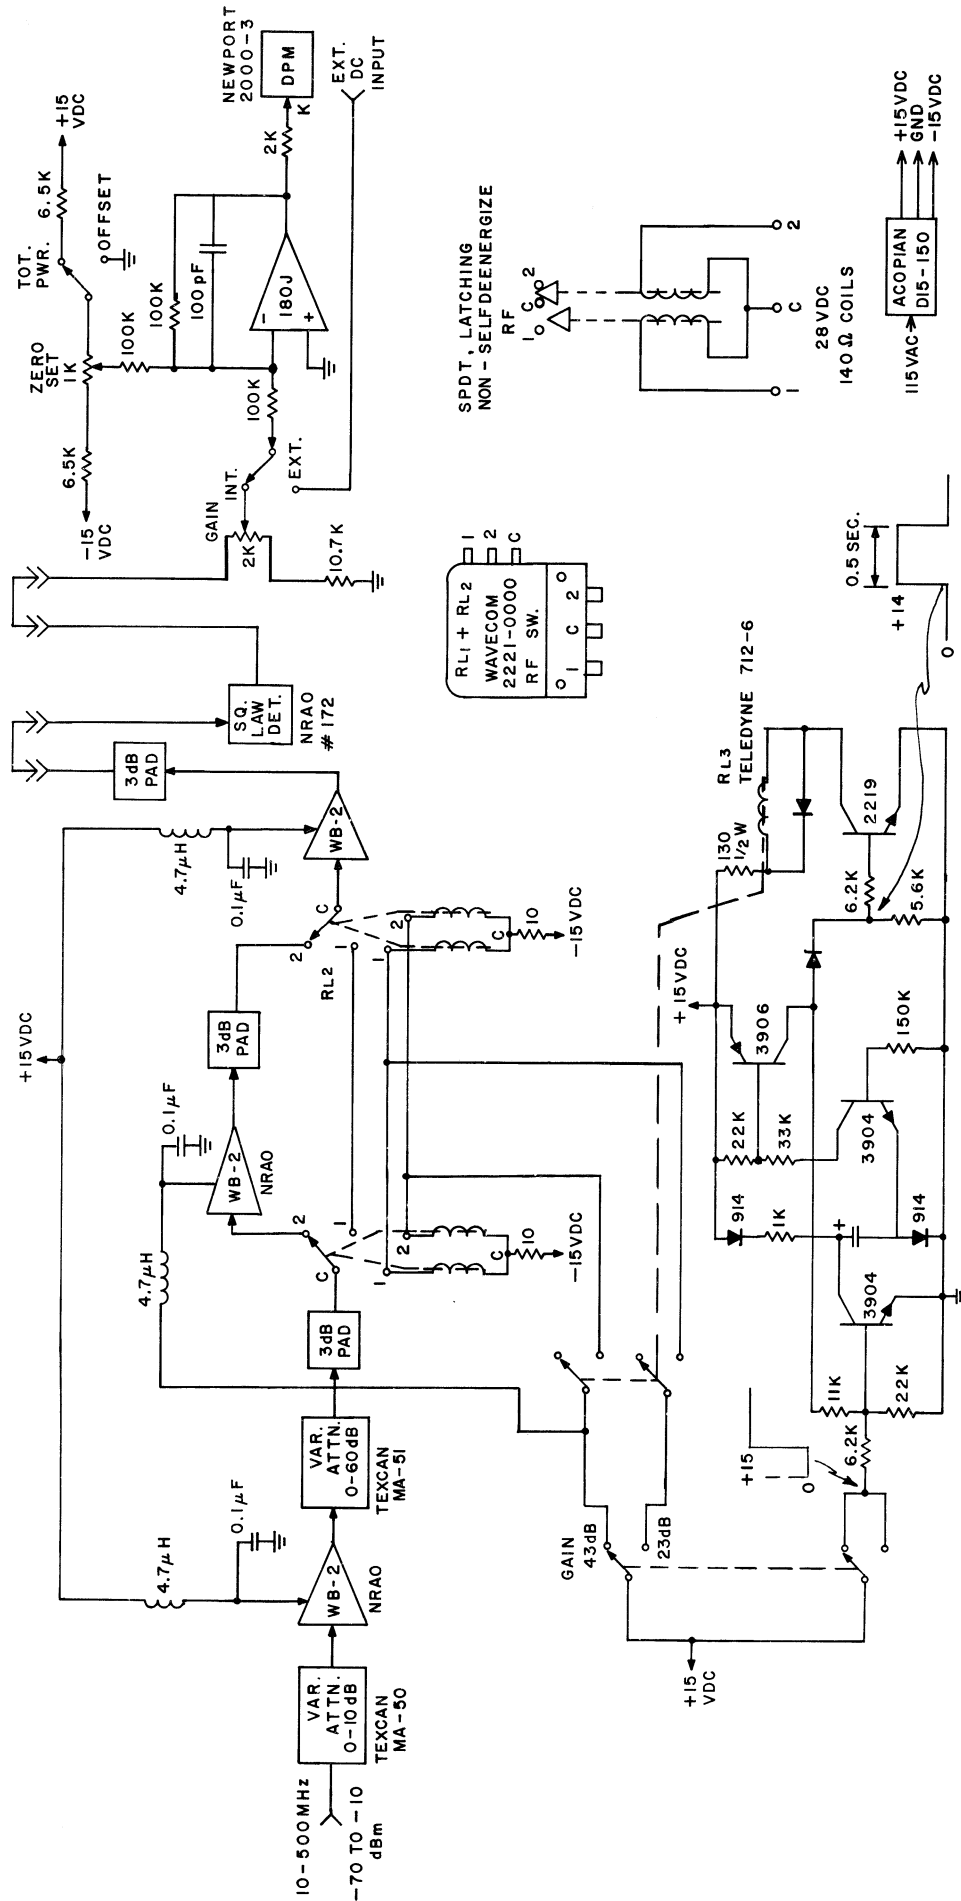 10-500MHz
-70 TO -10
dBm
VAR.
ATTN.
0-10dB
TEXCAN
MA-50
WB-2
NRAO
4.7μH
0.1μF
VAR.
ATTN.
0-60dB
TEXCAN
MA-51
3dB
PAD
C
2
1
1
2
C
10
-15VDC
4.7μH
0.1μF
WB-2
NRAO
3dB
PAD
+15VDC
2
C
1
RL2
1
2
C
10
-15VDC
4.7μH
0.1μF
WB-2
3dB
PAD
SQ.
LAW
DET.
NRAO
#172
GAIN
2K
10.7K
INT.
EXT.
100K
-15
VDC
6.5K
ZERO
SET
1K
TOT.
PWR.
6.5K
+15
VDC
OFFSET
100K
100K
100pF
-
180J
+
2K
K
NEWPORT
2000-3
DPM
EXT.
DC
INPUT
RL1 + RL2
WAVECOM
2221-0000
RF SW.
1
2
C
1
C
2
SPDT, LATCHING
NON-SELF DEENERGIZE
RF
1
C
2
1
C
2
28VDC
140 Ω COILS
115VAC
ACOPIAN
D15-150
+15VDC
GND
-15VDC
+15
VDC
GAIN
43dB
23dB
+15
0
6.2K
11K
22K
3904
914
1K
+
914
22K
33K
3904
150K
+15VDC
3906
130
1/2W
RL3
TELEDYNE 712-6
6.2K
5.6K
2219
+14
0
0.5 SEC.